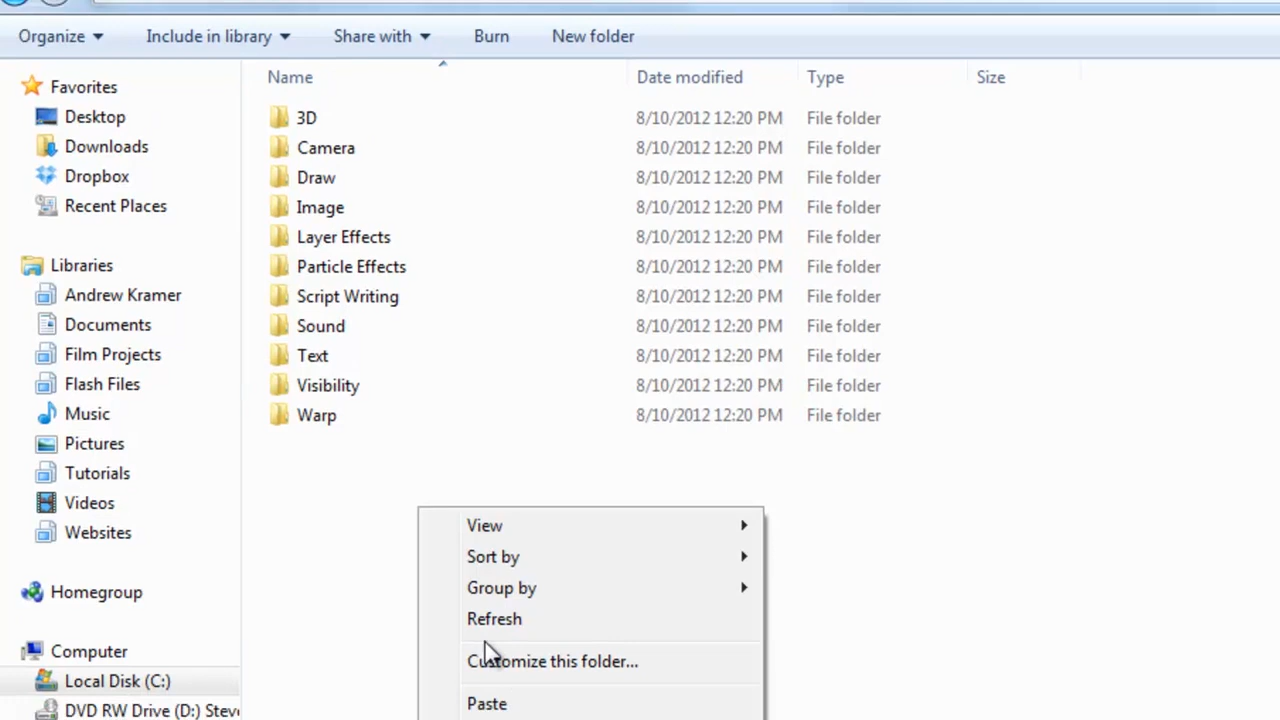 Organize Include in library Share with Burn New folder
Name Date modified Type Size
Favorites
Desktop
Downloads
Dropbox
Recent Places
Libraries
Andrew Kramer
Documents
Film Projects
Flash Files
Music
Pictures
Tutorials
Videos
Websites
Homegroup
Computer
Local Disk (C:)
DVD RW Drive (D:) Steve
3D 8/10/2012 12:20 PM File folder
Camera 8/10/2012 12:20 PM File folder
Draw 8/10/2012 12:20 PM File folder
Image 8/10/2012 12:20 PM File folder
Layer Effects 8/10/2012 12:20 PM File folder
Particle Effects 8/10/2012 12:20 PM File folder
Script Writing 8/10/2012 12:20 PM File folder
Sound 8/10/2012 12:20 PM File folder
Text 8/10/2012 12:20 PM File folder
Visibility 8/10/2012 12:20 PM File folder
Warp 8/10/2012 12:20 PM File folder
View
Sort by
Group by
Refresh
Customize this folder...
Paste